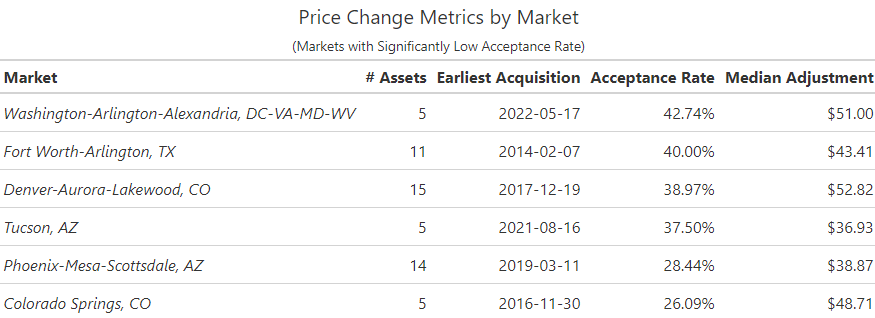 Price Change Metrics by Market
(Markets with Significantly Low Acceptance Rate)
Market # Assets Earliest Acquisition Acceptance Rate Median Adjustment
Washington-Arlington-Alexandria, DC-VA-MD-WV 5 2022-05-17 42.74% $51.00
Fort Worth-Arlington, TX 11 2014-02-07 40.00% $43.41
Denver-Aurora-Lakewood, CO 15 2017-12-19 38.97% $52.82
Tucson, AZ 5 2021-08-16 37.50% $36.93
Phoenix-Mesa-Scottsdale, AZ 14 2019-03-11 28.44% $38.87
Colorado Springs, CO 5 2016-11-30 26.09% $48.71